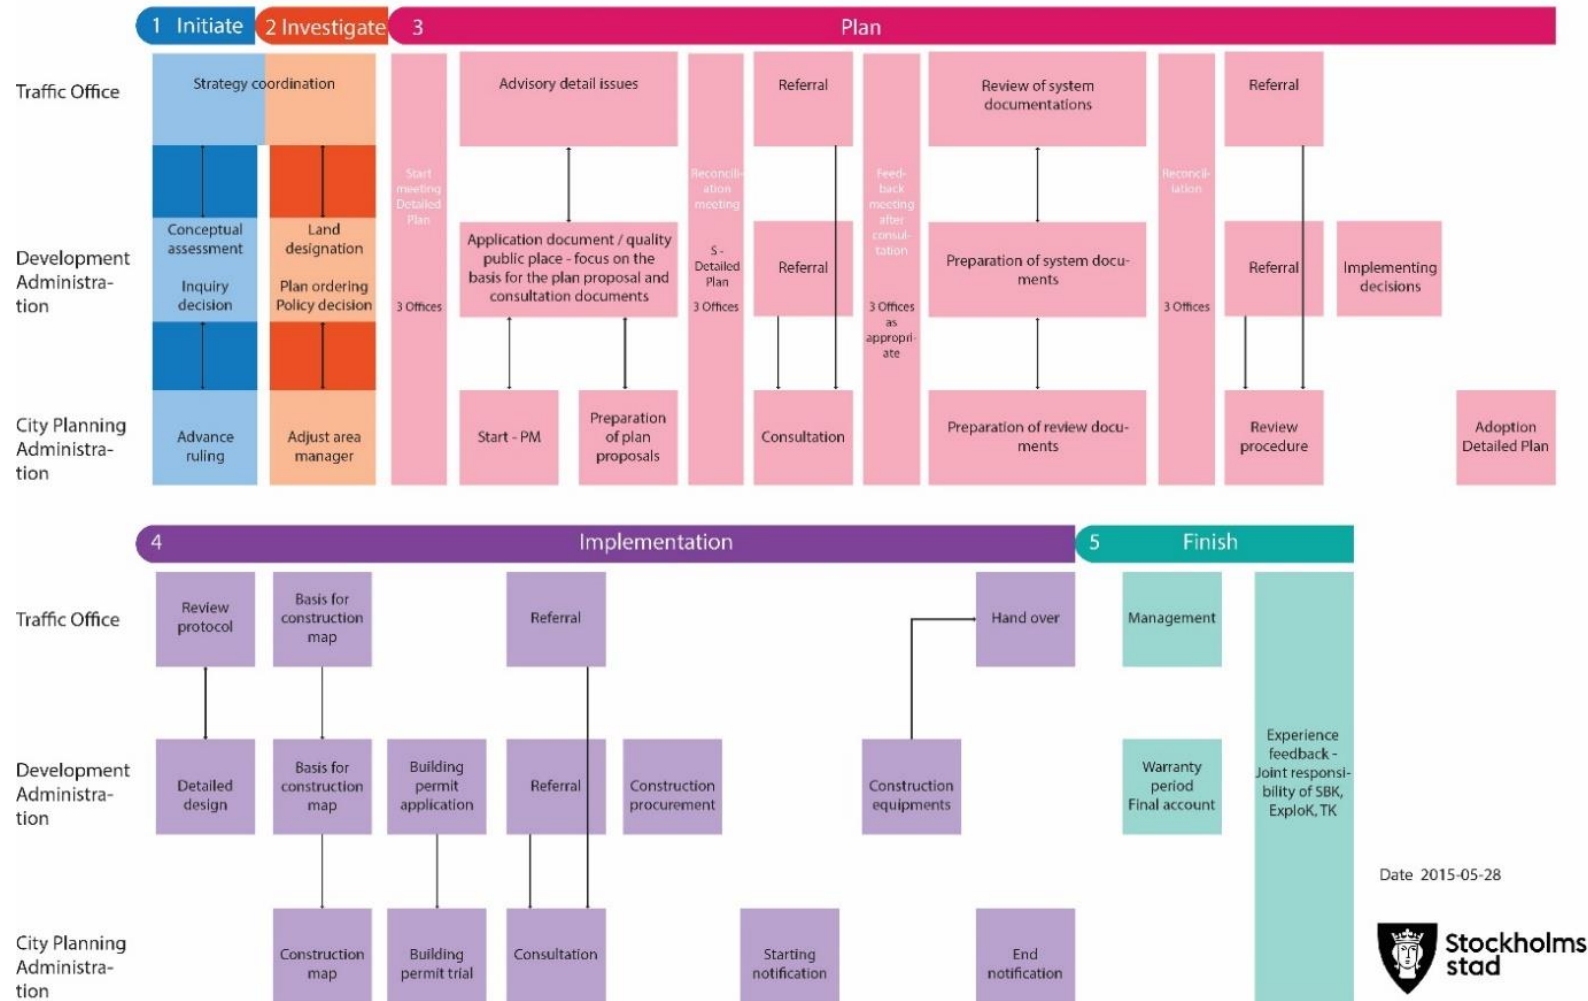 1 Initiate
2 Investigate
3 Plan
Traffic Office
Strategy coordination
Advisory detail issues
Referral
Review of system
documentations
Referral
Start
meeting
Detailed
Plan
3 Offices
Reconcili-
ation
meeting
S -
Detailed
Plan
3 Offices
Feed-
back
meeting
after
consul-
tation
3 Offices
as
appropri-
ate
Reconcil-
iation
3 Offices
Development
Administra-
tion
Conceptual
assessment
Inquiry
decision
Land
designation
Plan ordering
Policy decision
Application document / quality
public place - focus on the
basis for the plan proposal and
consultation documents
Referral
Preparation of system docu-
ments
Referral
Implementing
decisions
City Planning
Administra-
tion
Advance
ruling
Adjust area
manager
Start - PM
Preparation
of plan
proposals
Consultation
Preparation of review docu-
ments
Review
procedure
Adoption
Detailed Plan
4 Implementation
5 Finish
Traffic Office
Review
protocol
Basis for
construction
map
Referral
Hand over
Management
Development
Administra-
tion
Detailed
design
Basis for
construction
map
Building
permit
application
Referral
Construction
procurement
Construction
equipments
Warranty
period
Final account
Experience
feedback -
Joint responsi-
bility of SBK,
ExploK, TK
City Planning
Administra-
tion
Construction
map
Building
permit trial
Consultation
Starting
notification
End
notification
Date 2015-05-28
Stockholms
stad